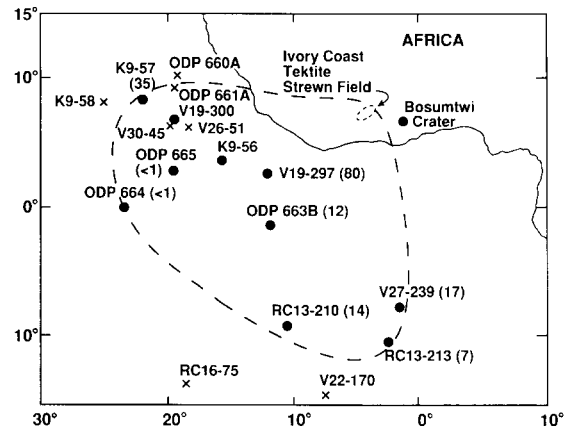 15°
10°
0°
10°
30°
20°
10°
0°
10°
AFRICA
Ivory Coast
Tektite
Strewn Field
Bosumtwi
Crater
K9-57
(35)
ODP 660A
K9-58
ODP 661A
V19-300
V30-45
V26-51
ODP 665
(<1)
K9-56
V19-297 (80)
ODP 664 (<1)
ODP 663B (12)
V27-239 (17)
RC13-210 (14)
RC13-213 (7)
RC16-75
V22-170